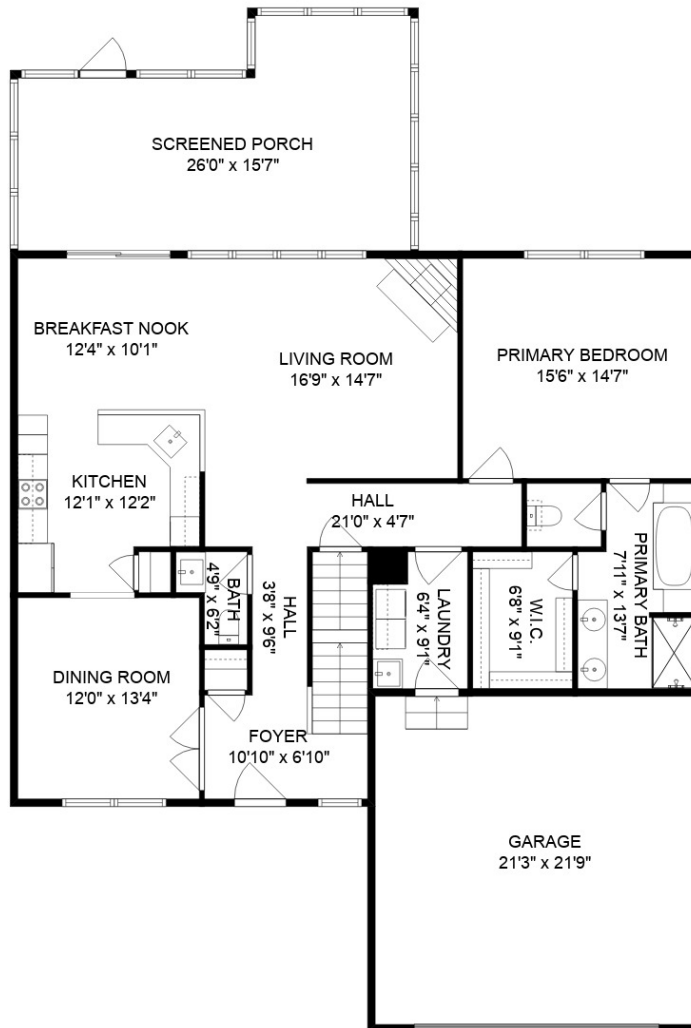 SCREENED PORCH
26'0" x 15'7"
BREAKFAST NOOK
12'4" x 10'1"
LIVING ROOM
16'9" x 14'7"
PRIMARY BEDROOM
15'6" x 14'7"
KITCHEN
12'1" x 12'2"
HALL
21'0" x 4'7"
BATH
4'9" x 6'2"
HALL
3'8" x 9'6"
LAUNDRY
6'4" x 9'1"
W.I.C.
6'8" x 9'1"
PRIMARY BATH
7'11" x 13'7"
DINING ROOM
12'0" x 13'4"
FOYER
10'10" x 6'10"
GARAGE
21'3" x 21'9"